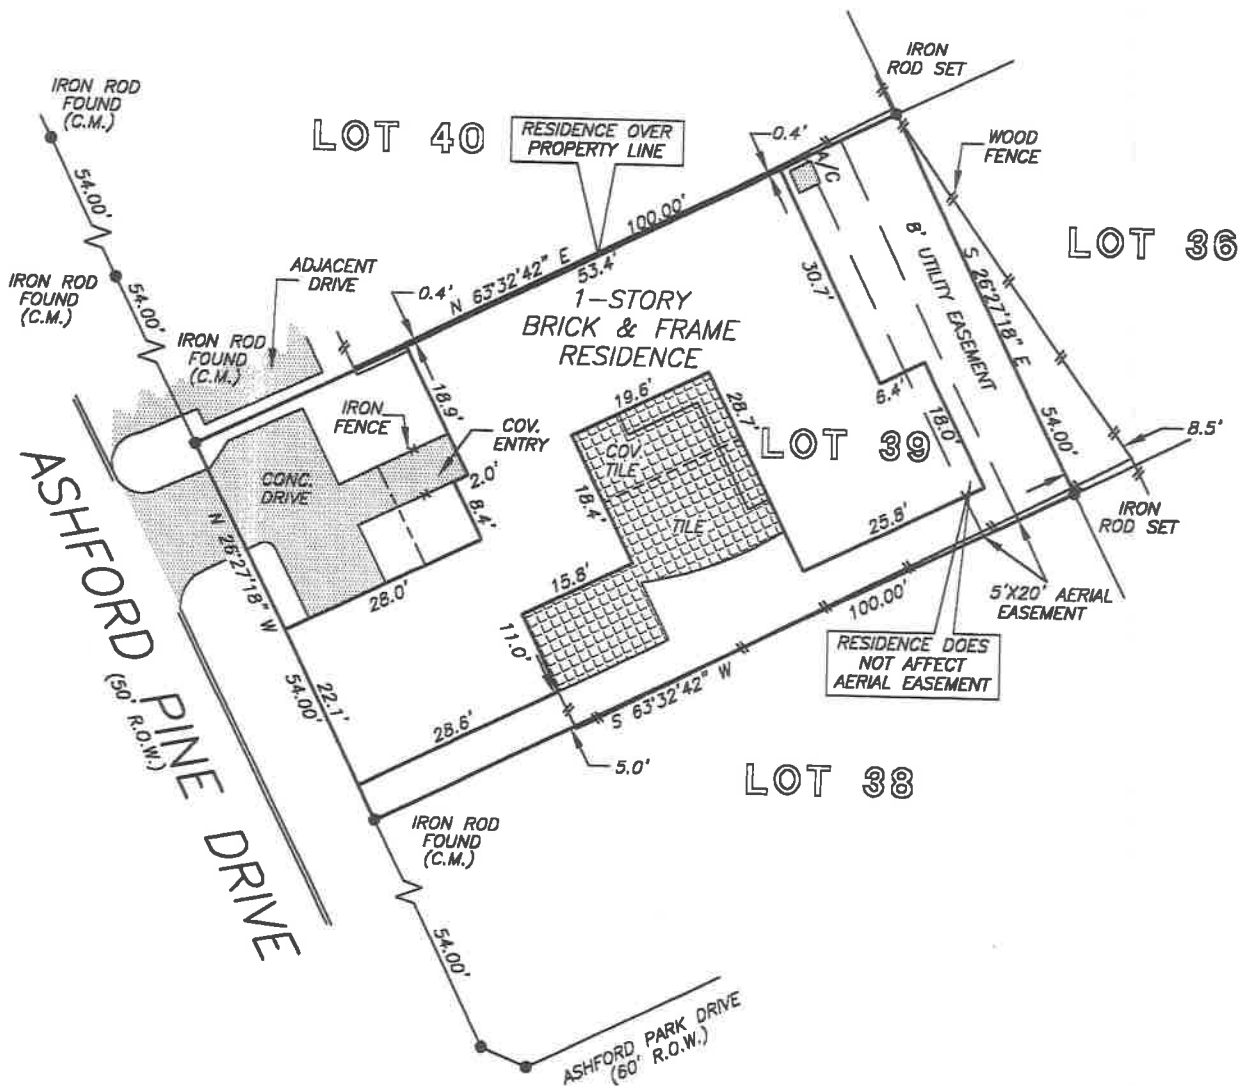 IRON ROD
FOUND
(C.M.)
54.00'
IRON ROD
FOUND
(C.M.)
54.00'
LOT 40
RESIDENCE OVER
PROPERTY LINE
IRON
ROD SET
0.4'
A/C
WOOD
FENCE
LOT 36
ADJACENT
DRIVE
0.4'
N 63°32'42" E
100.00'
53.4'
1-STORY
BRICK & FRAME
RESIDENCE
30.7'
8' UTILITY EASEMENT
S 26°27'18" E
54.00'
IRON ROD
FOUND
(C.M.)
IRON
FENCE
18.9'
COV.
ENTRY
19.6'
28.7'
6.4'
18.0'
LOT 39
8.5'
CONC.
DRIVE
2.0'
8.4'
COV.
TILE
18.4'
TILE
25.8'
IRON
ROD SET
N 26°27'18" W
54.00'
28.0'
15.8'
11.0'
5'X20' AERIAL
EASEMENT
100.00'
S 63°32'42" W
RESIDENCE DOES
NOT AFFECT
AERIAL EASEMENT
22.1'
28.6'
5.0'
LOT 38
ASHFORD PINE DRIVE
(50' R.O.W.)
IRON ROD
FOUND
(C.M.)
54.00'
ASHFORD PARK DRIVE
(60' R.O.W.)